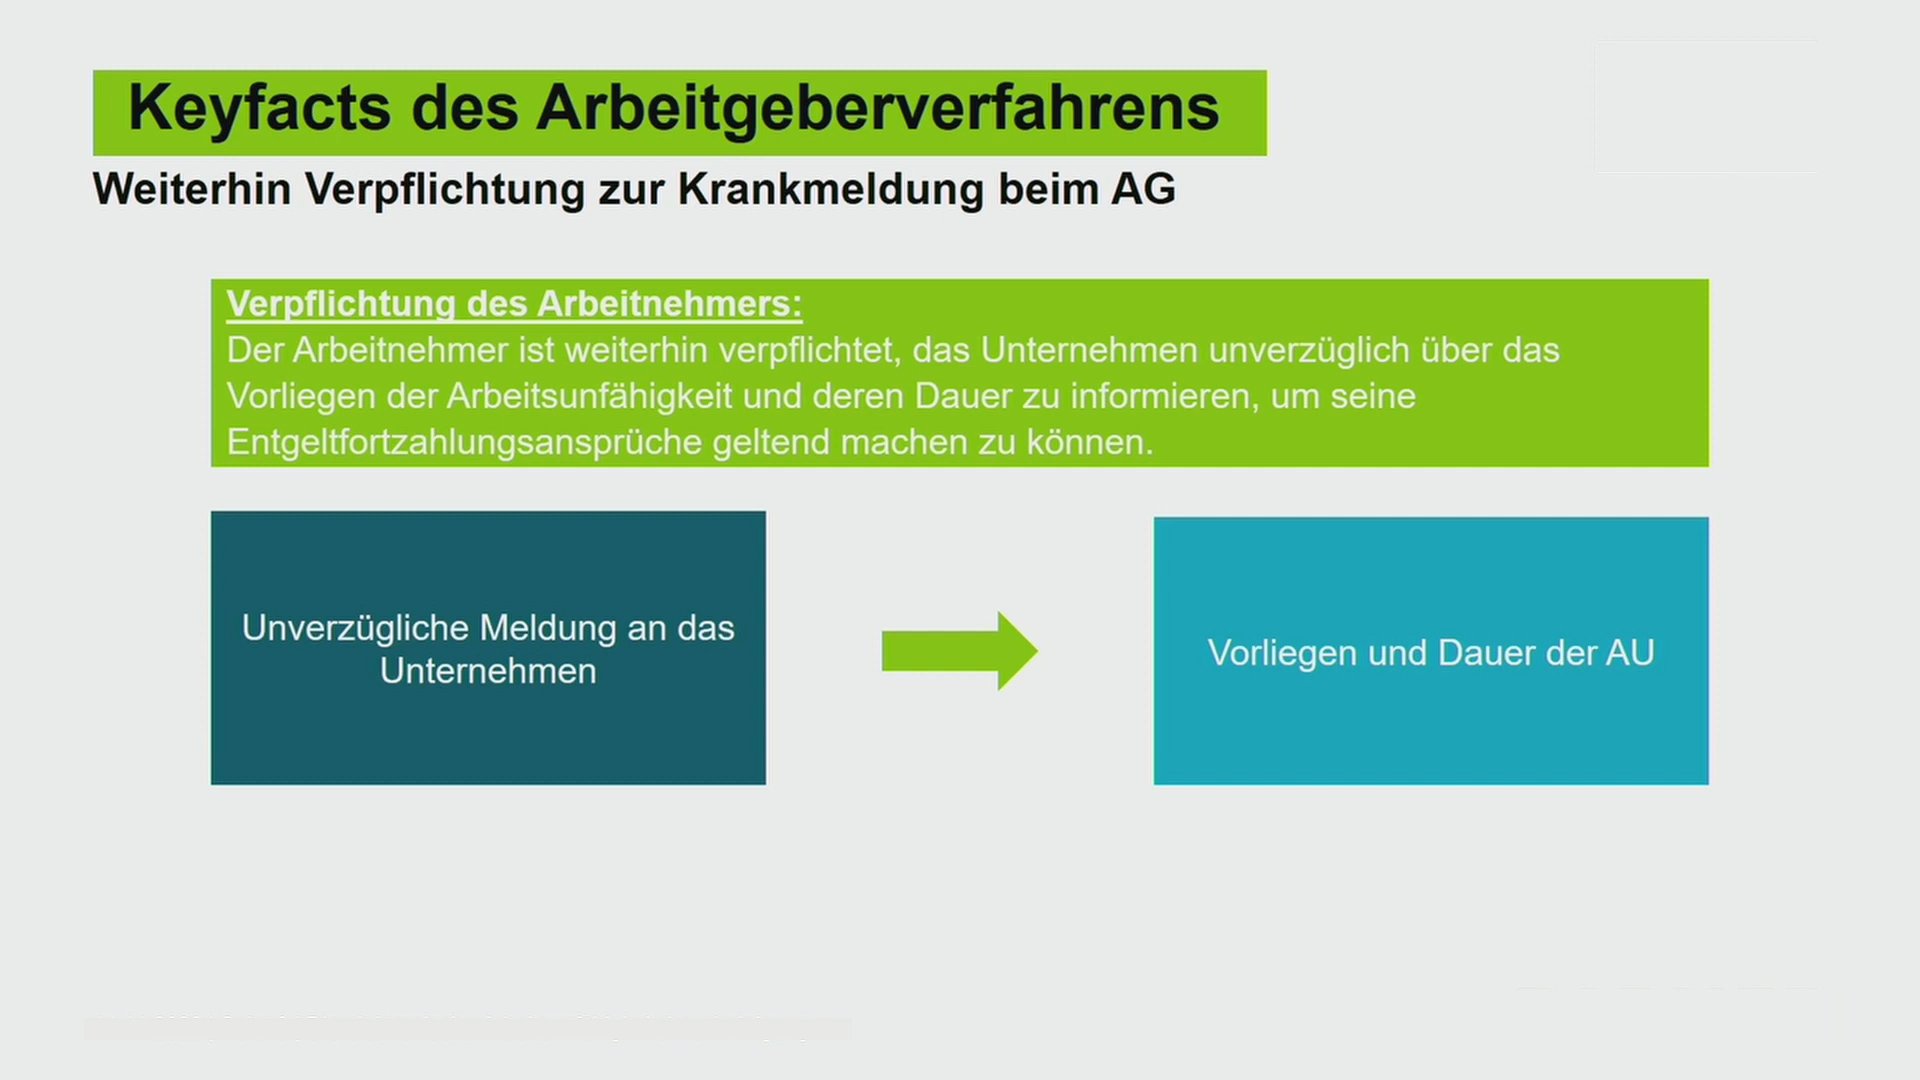 Keyfacts des Arbeitgeberverfahrens
Weiterhin Verpflichtung zur Krankmeldung beim AG
Verpflichtung des Arbeitnehmers:
Der Arbeitnehmer ist weiterhin verpflichtet, das Unternehmen unverzüglich über das
Vorliegen der Arbeitsunfähigkeit und deren Dauer zu informieren, um seine
Entgeltfortzahlungsansprüche geltend machen zu können.
Unverzügliche Meldung an das
Unternehmen
Vorliegen und Dauer der AU